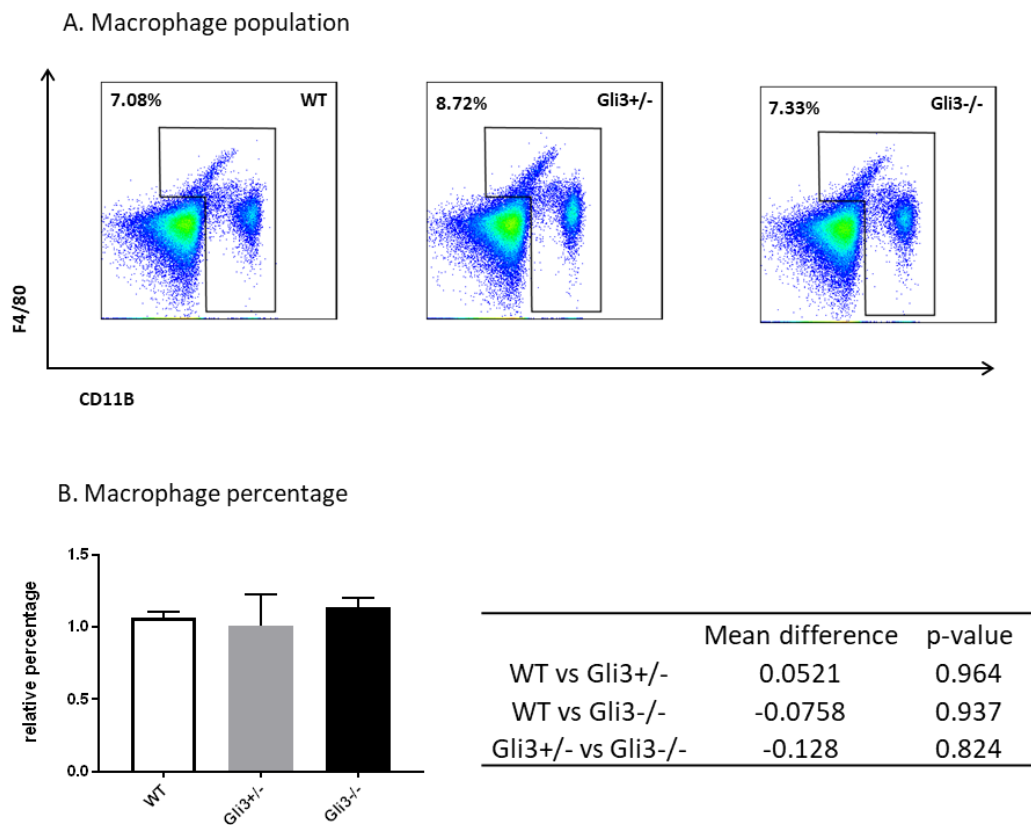 A. Macrophage population
7.08% WT
8.72% Gli3+/-
7.33% Gli3-/-
F4/80
CD11B
B. Macrophage percentage
relative percentage
1.5
1.0
0.5
0.0
WT
Gli3+/-
Gli3-/-
Mean difference p-value
WT vs Gli3+/- 0.0521 0.964
WT vs Gli3-/- -0.0758 0.937
Gli3+/- vs Gli3-/- -0.128 0.824